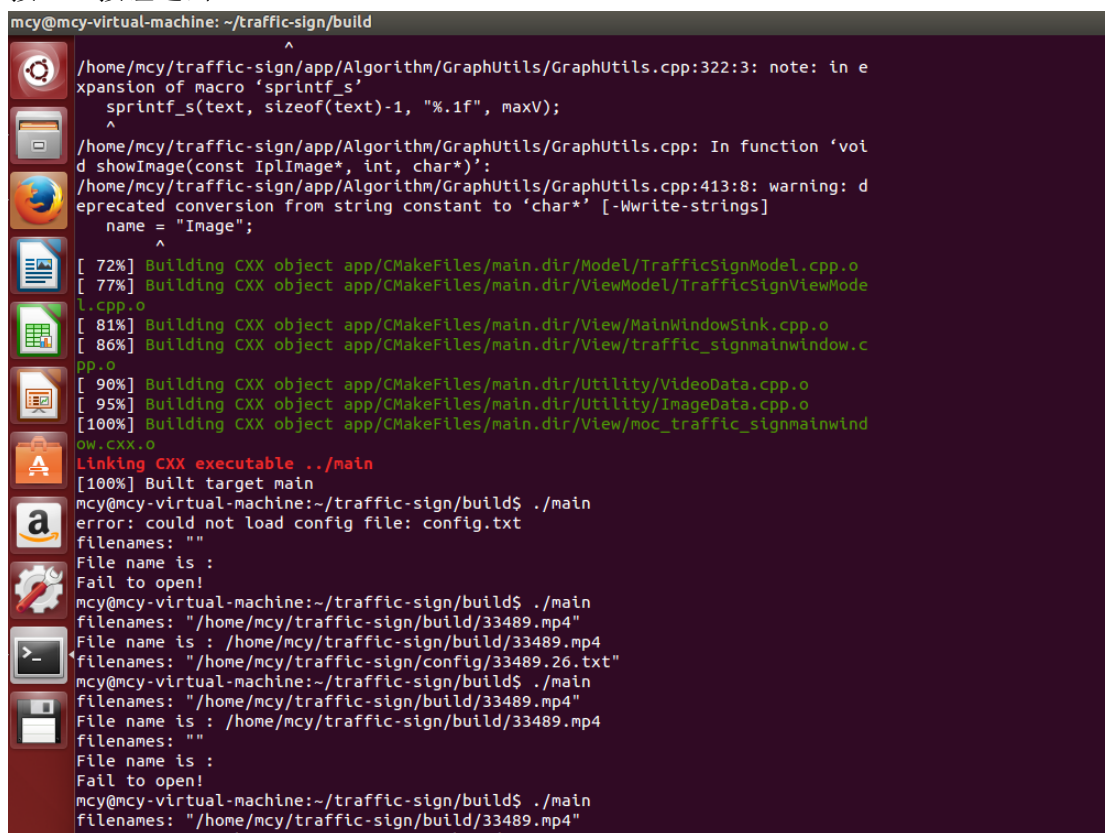 mcy@mcy-virtual-machine: ~/traffic-sign/build
^
/home/mcy/traffic-sign/app/Algorithm/GraphUtils/GraphUtils.cpp:322:3: note: in e
xpansion of macro ‘sprintf_s’
sprintf_s(text, sizeof(text)-1, "%.1f", maxV);
^
/home/mcy/traffic-sign/app/Algorithm/GraphUtils/GraphUtils.cpp: In function ‘voi
d showImage(const IplImage*, int, char*)’:
/home/mcy/traffic-sign/app/Algorithm/GraphUtils/GraphUtils.cpp:413:8: warning: d
eprecated conversion from string constant to ‘char*’ [-Wwrite-strings]
name = "Image";
^
[ 72%] Building CXX object app/CMakeFiles/main.dir/Model/TrafficSignModel.cpp.o
[ 77%] Building CXX object app/CMakeFiles/main.dir/ViewModel/TrafficSignViewMode
l.cpp.o
[ 81%] Building CXX object app/CMakeFiles/main.dir/View/MainWindowSink.cpp.o
[ 86%] Building CXX object app/CMakeFiles/main.dir/View/traffic_signmainwindow.c
pp.o
[ 90%] Building CXX object app/CMakeFiles/main.dir/Utility/VideoData.cpp.o
[ 95%] Building CXX object app/CMakeFiles/main.dir/Utility/ImageData.cpp.o
[100%] Building CXX object app/CMakeFiles/main.dir/View/moc_traffic_signmainwind
ow.cxx.o
Linking CXX executable ../main
[100%] Built target main
mcy@mcy-virtual-machine:~/traffic-sign/build$ ./main
error: could not load config file: config.txt
filenames: ""
File name is :
Fail to open!
mcy@mcy-virtual-machine:~/traffic-sign/build$ ./main
filenames: "/home/mcy/traffic-sign/build/33489.mp4"
File name is : /home/mcy/traffic-sign/build/33489.mp4
filenames: "/home/mcy/traffic-sign/config/33489.26.txt"
mcy@mcy-virtual-machine:~/traffic-sign/build$ ./main
filenames: "/home/mcy/traffic-sign/build/33489.mp4"
File name is : /home/mcy/traffic-sign/build/33489.mp4
filenames: ""
File name is :
Fail to open!
mcy@mcy-virtual-machine:~/traffic-sign/build$ ./main
filenames: "/home/mcy/traffic-sign/build/33489.mp4"